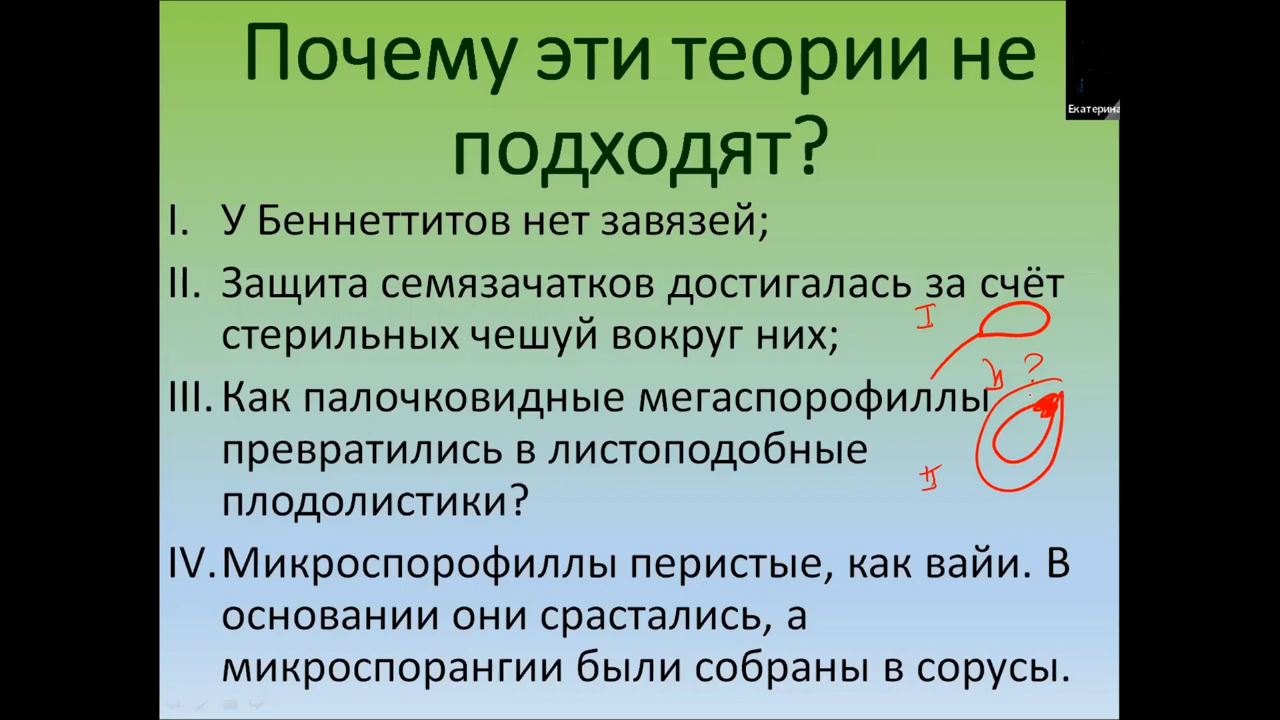 Почему эти теории не
подходят?
Екатерина
I. У Беннеттитов нет завязей;
II. Защита семязачатков достигалась за счёт
стерильных чешуй вокруг них;
I
?
III. Как палочковидные мегаспорофиллы
превратились в листоподобные
II
плодолистики?
IV. Микроспорофиллы перистые, как вайи. В
основании они срастались, а
микроспорангии были собраны в сорусы.